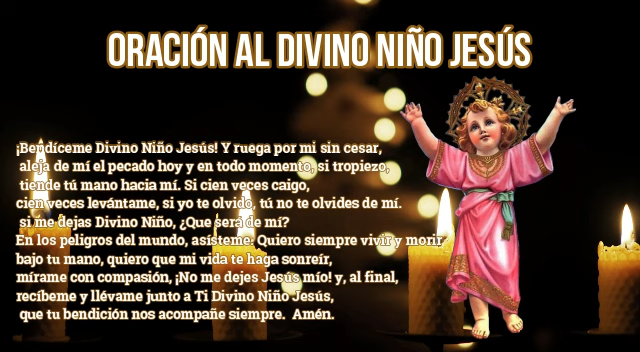 ORACIÓN AL DIVINO NIÑO JESÚS
¡Bendíceme Divino Niño Jesús! Y ruega por mi sin cesar,
aleja de mí el pecado hoy y en todo momento, si tropiezo,
tiende tú mano hacia mí. Si cien veces caigo,
cien veces levántame, si yo te olvido, tú no te olvides de mí.
si me dejas Divino Niño, ¿Que será de mí?
En los peligros del mundo, asísteme. Quiero siempre vivir y morir
bajo tu mano, quiero que mi vida te haga sonreír,
mírame con compasión, ¡No me dejes Jesús mío! y, al final,
recíbeme y llévame junto a Ti Divino Niño Jesús,
que tu bendición nos acompañe siempre. Amén.